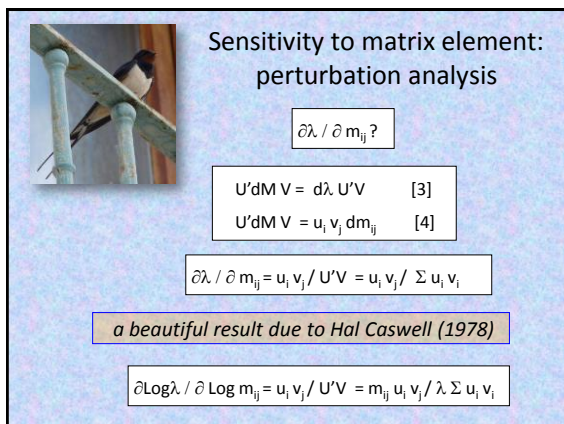 Sensitivity to matrix element:
perturbation analysis
∂λ / ∂ mᵢⱼ ?
U'dM V = dλ U'V [3]
U'dM V = uᵢ vⱼ dmᵢⱼ [4]
∂λ / ∂ mᵢⱼ = uᵢ vⱼ / U'V = uᵢ vⱼ / Σ uᵢ vᵢ
a beautiful result due to Hal Caswell (1978)
∂Logλ / ∂ Log mᵢⱼ = uᵢ vⱼ / U'V = mᵢⱼ uᵢ vⱼ / λ Σ uᵢ vᵢ